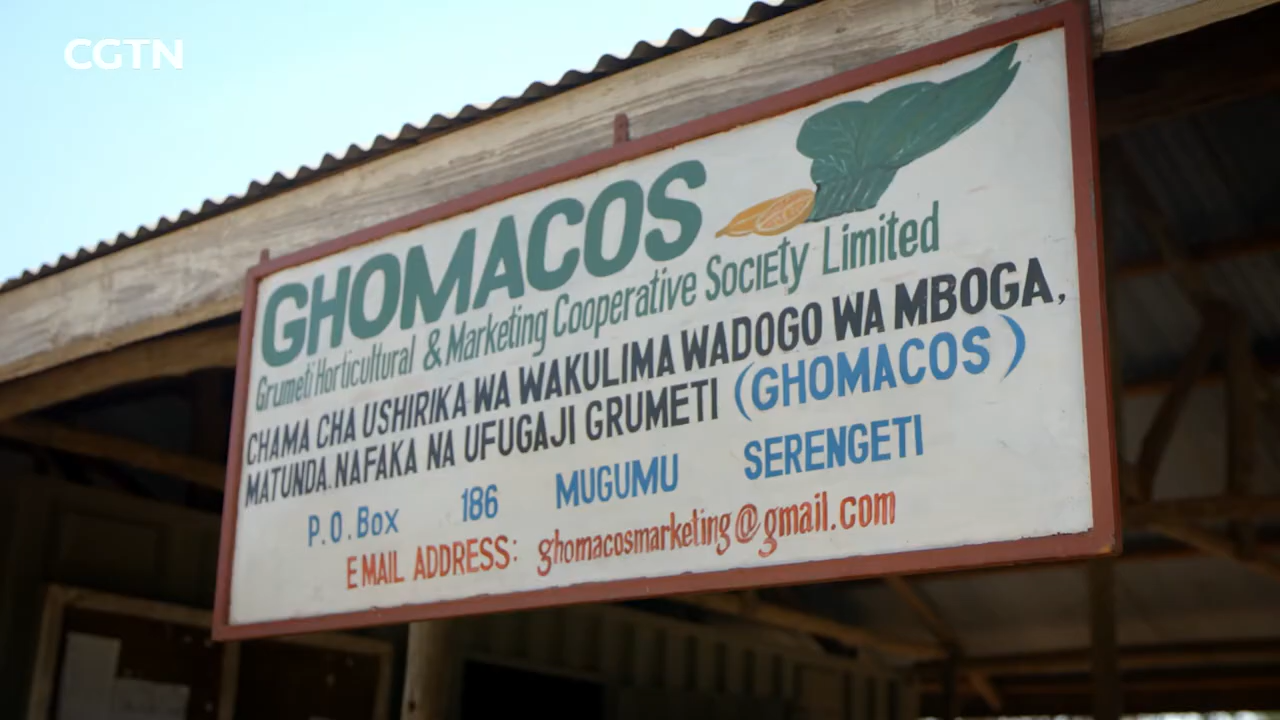 CGTN
GHOMACOS
Grumeti Horticultural & Marketing Cooperative Society Limited
CHAMA CHA USHIRIKA WA WAKULIMA WADOGO WA MBOGA,
MATUNDA. NAFAKA NA UFUGAJI GRUMETI (GHOMACOS)
P.O.Box 186 MUGUMU SERENGETI
EMAIL ADDRESS: ghomacosmarketing@gmail.com